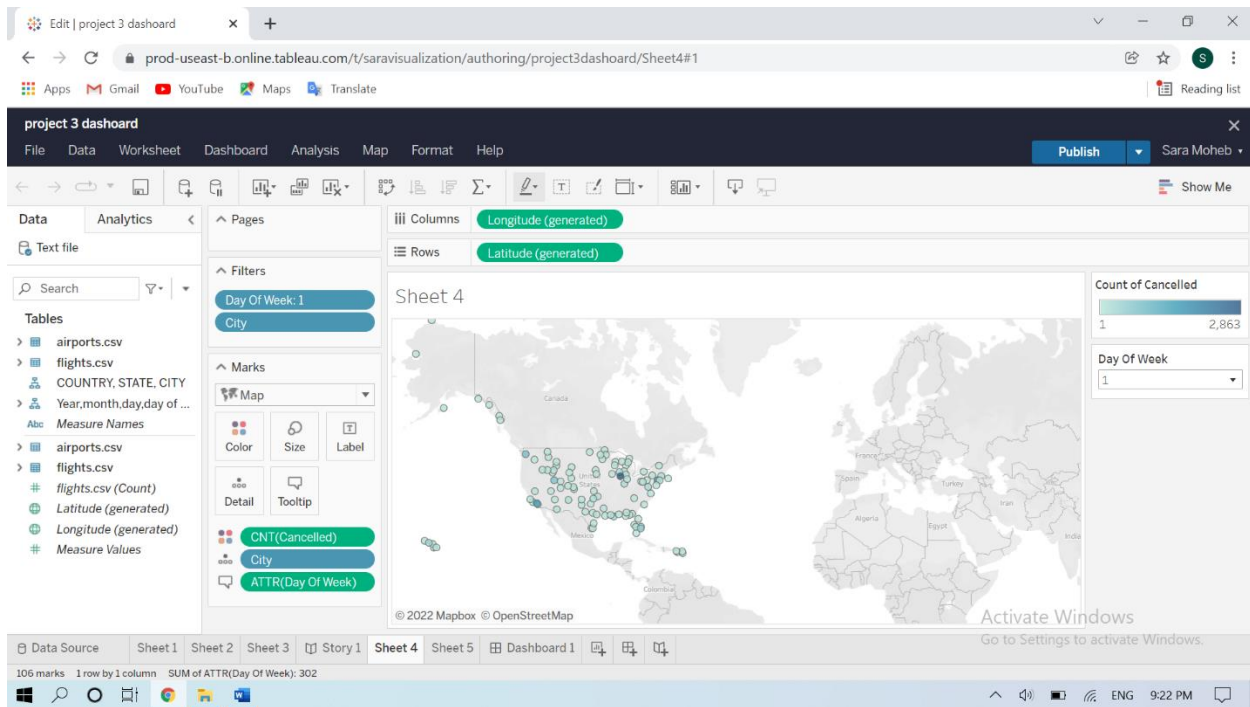 Edit | project 3 dashoard
prod-useast-b.online.tableau.com/t/saravisualization/authoring/project3dashoard/Sheet4#1
S
Apps Gmail YouTube Maps Translate Reading list
project 3 dashoard
File Data Worksheet Dashboard Analysis Map Format Help Publish Sara Moheb
Show Me
Data Analytics
Text file
Search
Tables
airports.csv
flights.csv
COUNTRY, STATE, CITY
Year,month,day,day of ...
Abc Measure Names
airports.csv
flights.csv
flights.csv (Count)
Latitude (generated)
Longitude (generated)
Measure Values
Pages
Filters
Day Of Week: 1
City
Marks
Map
Color Size Label
Detail Tooltip
CNT(Cancelled)
City
ATTR(Day Of Week)
Columns Longitude (generated)
Rows Latitude (generated)
Sheet 4
Canada
United
States
Mexico
Colombia
France
Spain
Turkey
Algeria
Egypt
Iran
India
© 2022 Mapbox © OpenStreetMap
Count of Cancelled
1 2,863
Day Of Week
1
Activate Windows
Go to Settings to activate Windows.
Data Source Sheet 1 Sheet 2 Sheet 3 Story 1 Sheet 4 Sheet 5 Dashboard 1
106 marks 1 row by 1 column SUM of ATTR(Day Of Week): 302
ENG 9:22 PM